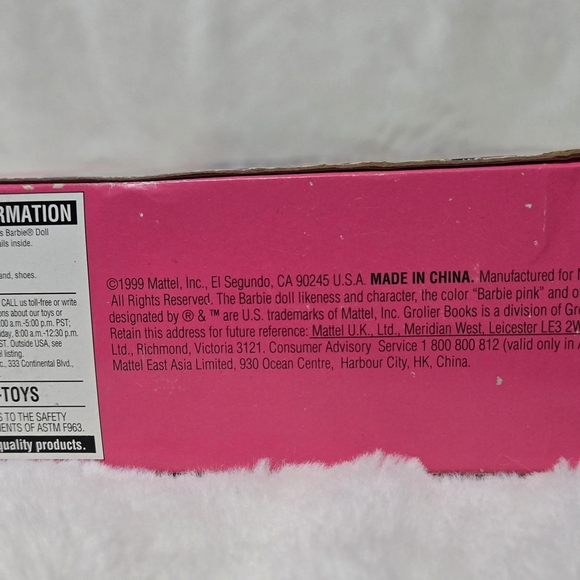 RMATION
s Barbie® Doll
ails inside.
and, shoes.
CALL us toll-free or write
ons about our toys or
:00 a.m.-5:00 p.m. PST;
day, 8:00 a.m.-12:30 p.m.
ST. Outside USA, see
l listing.
c., 333 Continental Blvd.,
-TOYS
S TO THE SAFETY
MENTS OF ASTM F963.
quality products.
©1999 Mattel, Inc., El Segundo, CA 90245 U.S.A. MADE IN CHINA. Manufactured for M
All Rights Reserved. The Barbie doll likeness and character, the color "Barbie pink" and o
designated by ® & ™ are U.S. trademarks of Mattel, Inc. Grolier Books is a division of Gr
Retain this address for future reference: Mattel U.K., Ltd., Meridian West, Leicester LE3 2W
Ltd., Richmond, Victoria 3121. Consumer Advisory Service 1 800 800 812 (valid only in A
Mattel East Asia Limited, 930 Ocean Centre, Harbour City, HK, China.